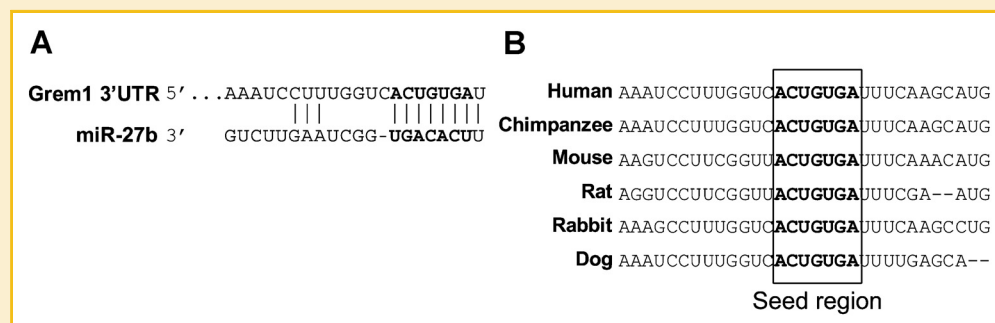 A
Grem1 3'UTR 5'...AAAUCCUUUGGUCACUGUGAU
miR-27b 3' GUCUUGAAUCGG-UGACACUU
B
Human AAAUCCUUUGGUCACUGUGAUUUCAAGCAUG
Chimpanzee AAAUCCUUUGGUCACUGUGAUUUCAAGCAUG
Mouse AAGUCCUUCGGUUACUGUGAUUUCAAACAUG
Rat AGGUCCUUCGGUUACUGUGAUUUCGA--AUG
Rabbit AAAGCCUUUGGUCACUGUGAUUUCAAGCCUG
Dog AAAUCCUUUGGUCACUGUGAUUUUGAGCA--
Seed region